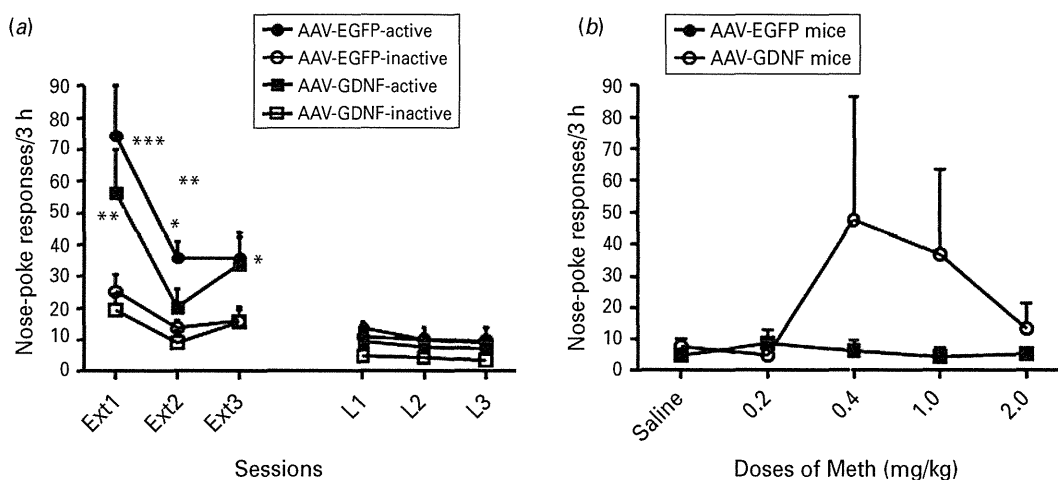 (a)
AAV-EGFP-active
AAV-EGFP-inactive
AAV-GDNF-active
AAV-GDNF-inactive
Nose-poke responses/3 h
90
80
70
60
50
40
30
20
10
0
***
**
**
*
*
Ext1
Ext2
Ext3
L1
L2
L3
Sessions
(b)
AAV-EGFP mice
AAV-GDNF mice
Nose-poke responses/3 h
90
80
70
60
50
40
30
20
10
0
Saline
0.2
0.4
1.0
2.0
Doses of Meth (mg/kg)